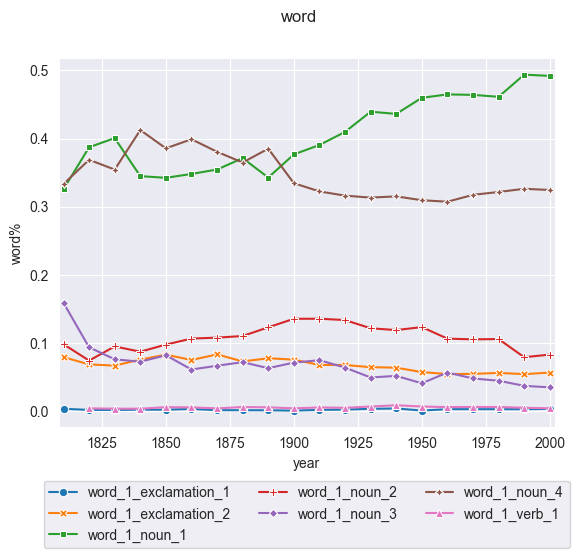 word
0.5
0.4
0.3
0.2
0.1
0.0
word%
1825 1850 1875 1900 1925 1950 1975 2000
year
word_1_exclamation_1 word_1_noun_2 word_1_noun_4
word_1_exclamation_2 word_1_noun_3 word_1_verb_1
word_1_noun_1